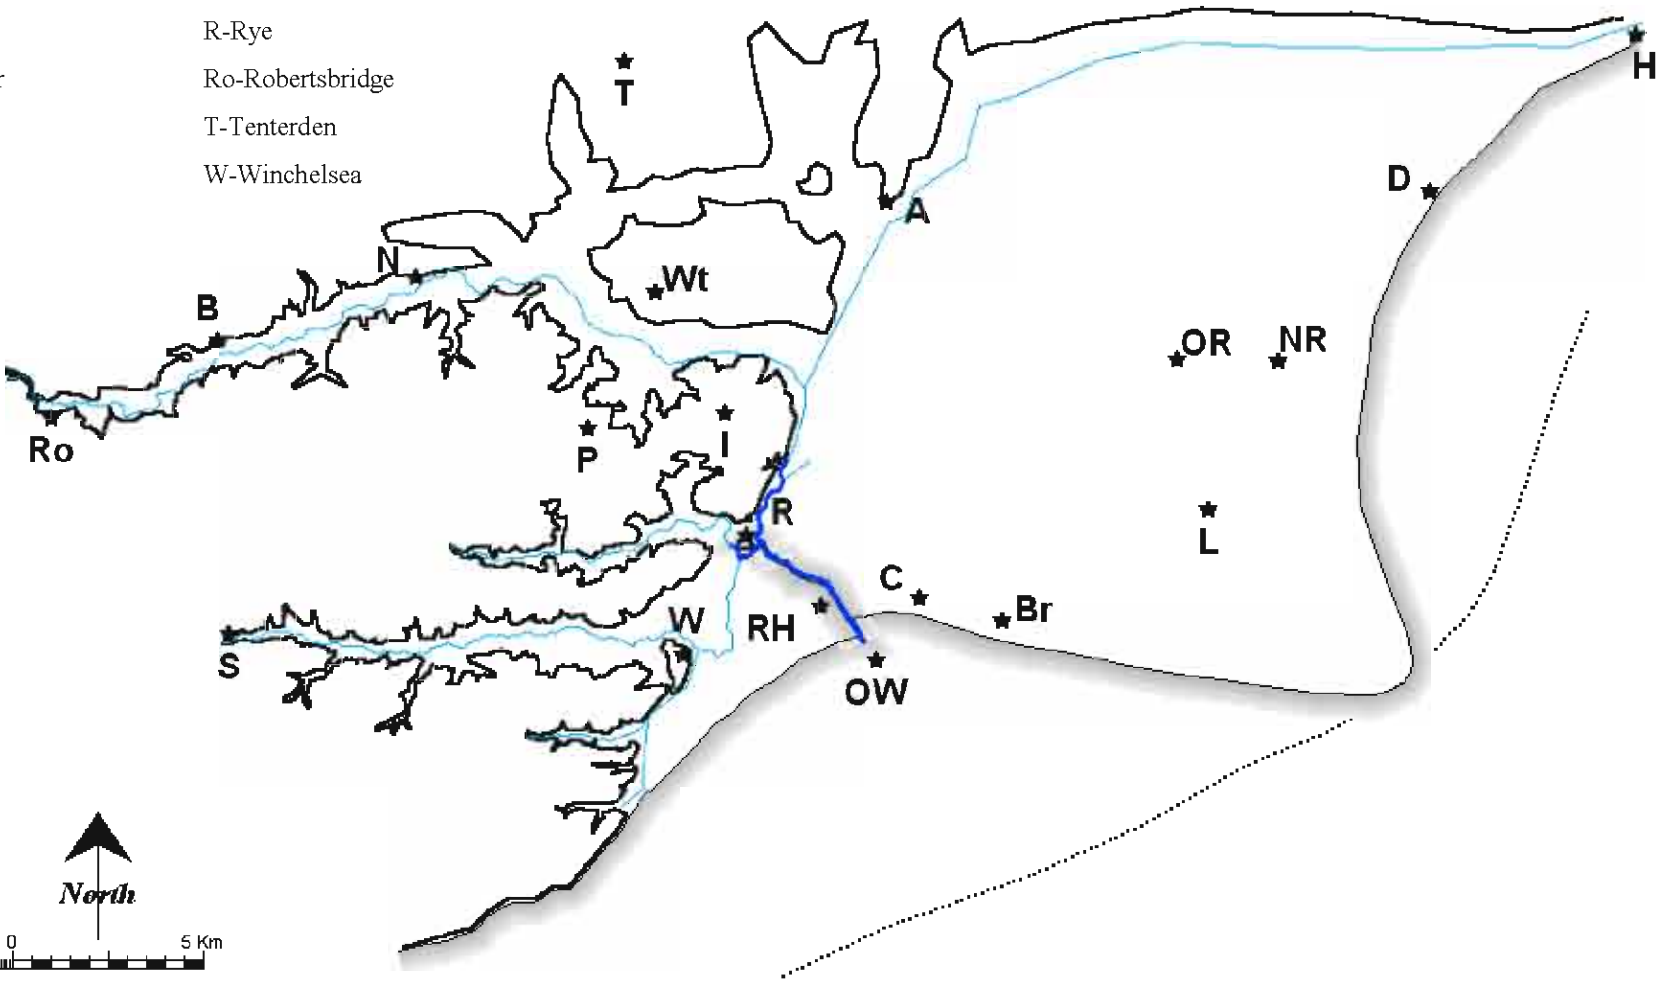 R-Rye
r
Ro-Robertsbridge
T-Tenterden
W-Winchelsea
T
H
D
A
N
Wt
B
OR
NR
Ro
P
I
R
L
C
Br
RH
W
S
OW
North
0
5 Km